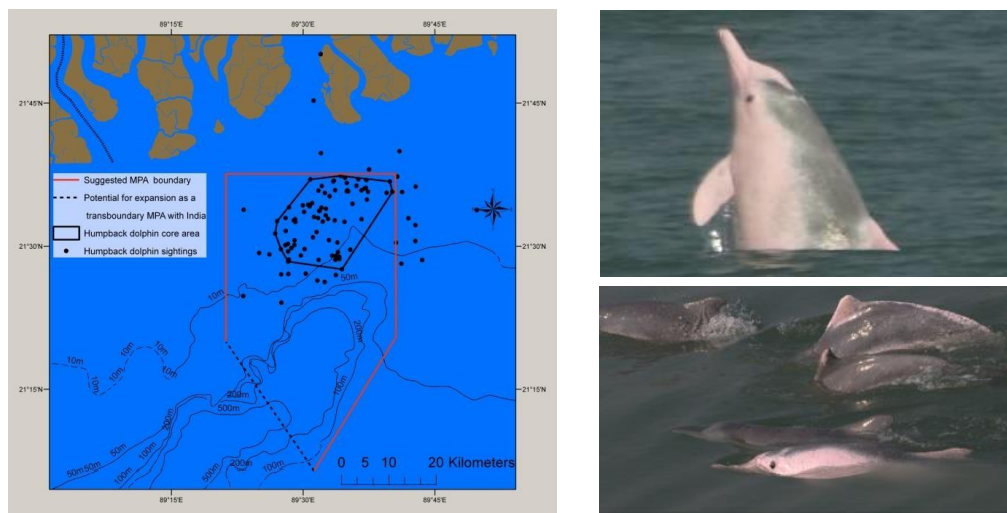 89°15'E 89°30'E 89°45'E
21°45'N 21°45'N
Suggested MPA boundary
Potential for expansion as a
transboundary MPA with India
Humpback dolphin core area
Humpback dolphin sightings
21°30'N 21°30'N
50m
10m
200m
10m
10m
10m
10m
100m
21°15'N 21°15'N
200m
500m
200m
500m
100m
50m
50m
100m
500m
200m
100m
0 5 10 20 Kilometers
89°15'E 89°30'E 89°45'E